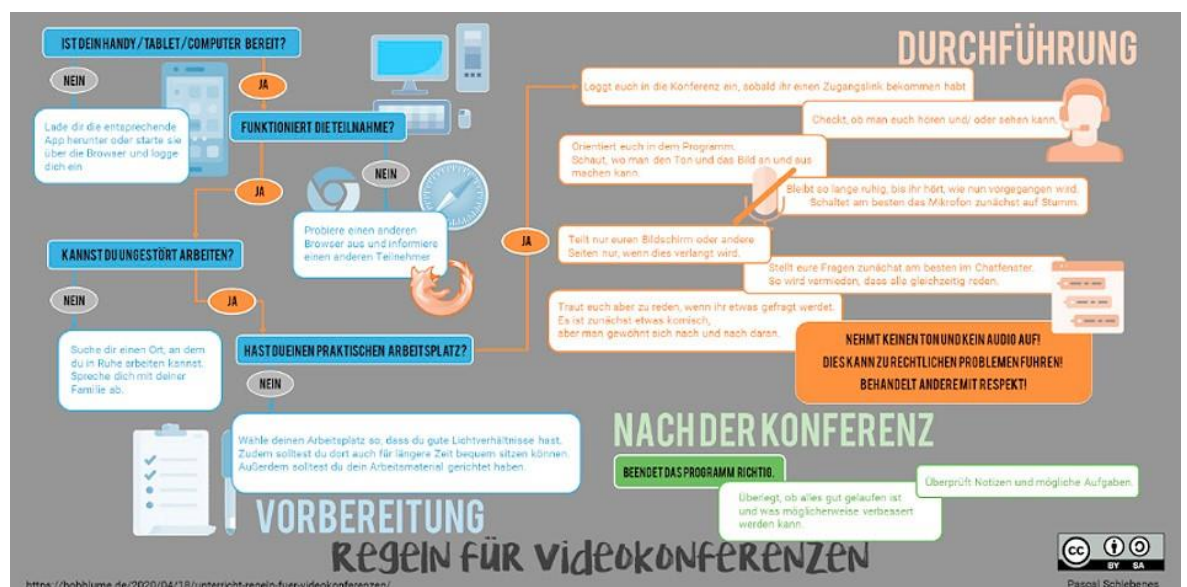 IST DEIN HANDY/TABLET/COMPUTER BEREIT?
NEIN
JA
Lade dir die entsprechende
App herunter oder starte sie
über die Browser und logge
dich ein
FUNKTIONIERT DIE TEILNAHME?
NEIN
JA
Probiere einen anderen
Browser aus und informiere
einen anderen Teilnehmer
KANNST DU UNGESTÖRT ARBEITEN?
NEIN
JA
Suche dir einen Ort, an dem
du in Ruhe arbeiten kannst.
Spreche dich mit deiner
Familie ab.
HAST DU EINEN PRAKTISCHEN ARBEITSPLATZ?
NEIN
JA
Wähle deinen Arbeitsplatz so, dass du gute Lichtverhältnisse hast.
Zudem solltest du dort auch für längere Zeit bequem sitzen können.
Außerdem solltest du dein Arbeitsmaterial gerichtet haben.
VORBEREITUNG
DURCHFÜHRUNG
Loggt euch in die Konferenz ein, sobald ihr einen Zugangslink bekommen habt
Checkt, ob man euch hören und/ oder sehen kann.
Orientiert euch in dem Programm.
Schaut, wo man den Ton und das Bild an und aus
machen kann.
Bleibt so lange ruhig, bis ihr hört, wie nun vorgegangen wird.
Schaltet am besten das Mikrofon zunächst auf Stumm.
Teilt nur euren Bildschirm oder andere
Seiten nur, wenn dies verlangt wird.
Stellt eure Fragen zunächst am besten im Chatfenster.
So wird vermieden, dass alle gleichzeitig reden.
Traut euch aber zu reden, wenn ihr etwas gefragt werdet.
Es ist zunächst etwas komisch,
aber man gewöhnt sich nach und nach daran.
NEHMT KEINEN TON UND KEIN AUDIO AUF!
DIES KANN ZU RECHTLICHEN PROBLEMEN FÜHREN!
BEHANDELT ANDERE MIT RESPEKT!
NACH DER KONFERENZ
BEENDET DAS PROGRAMM RICHTIG.
Überprüft Notizen und mögliche Aufgaben.
Überlegt, ob alles gut gelaufen ist
und was möglicherweise verbessert
werden kann.
REGELN FÜR VIDEOKONFERENZEN
cc BY SA
https://bobblume.de/2020/04/18/unterricht-regeln-fuer-videokonferenzen/
Pascal Schiebenes